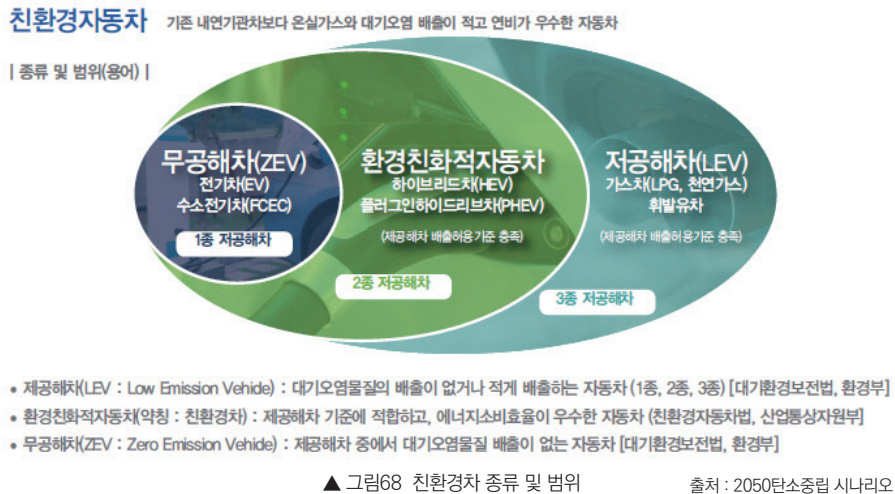 친환경자동차 기존 내연기관차보다 온실가스와 대기오염 배출이 적고 연비가 우수한 자동차
| 종류 및 범위(용어) |
무공해차(ZEV)
전기차(EV)
수소전기차(FCEC)
1종 저공해차
환경친화적자동차
하이브리드차(HEV)
플러그인하이드리브차(PHEV)
(제공해차 배출허용기준 충족)
2종 저공해차
저공해차(LEV)
가스차(LPG, 천연가스)
휘발유차
(제공해차 배출허용기준 충족)
3종 저공해차
• 제공해차(LEV : Low Emission Vehide) : 대기오염물질의 배출이 없거나 적게 배출하는 자동차 (1종, 2종, 3종) [대기환경보전법, 환경부]
• 환경친화적자동차(약칭 : 친환경차) : 제공해차 기준에 적합하고, 에너지소비효율이 우수한 자동차 (친환경자동차법, 산업통상자원부]
• 무공해차(ZEV : Zero Emission Vehide) : 제공해차 중에서 대기오염물질 배출이 없는 자동차 [대기환경보전법, 환경부]
▲ 그림68 친환경차 종류 및 범위
출처 : 2050탄소중립 시나리오